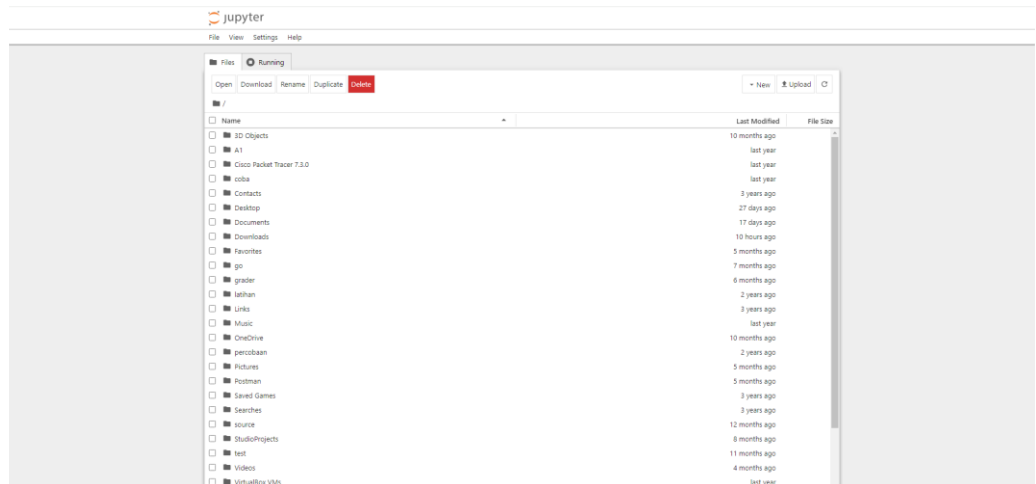 jupyter
File View Settings Help
Files Running
Open Download Rename Duplicate Delete New Upload
/
Name Last Modified File Size
3D Objects 10 months ago
A1 last year
Cisco Packet Tracer 7.3.0 last year
coba last year
Contacts 3 years ago
Desktop 27 days ago
Documents 17 days ago
Downloads 10 hours ago
Favorites 5 months ago
go 7 months ago
grader 6 months ago
latihan 2 years ago
Links 3 years ago
Music last year
OneDrive 10 months ago
percobaan 2 years ago
Pictures 5 months ago
Postman 5 months ago
Saved Games 3 years ago
Searches 3 years ago
source 12 months ago
StudioProjects 8 months ago
test 11 months ago
Videos 4 months ago
VirtualBox VMs last year